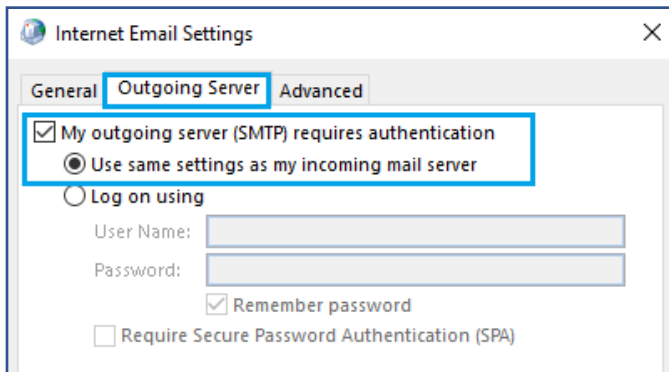 Internet Email Settings
General Outgoing Server Advanced
My outgoing server (SMTP) requires authentication
Use same settings as my incoming mail server
Log on using
User Name:
Password:
Remember password
Require Secure Password Authentication (SPA)